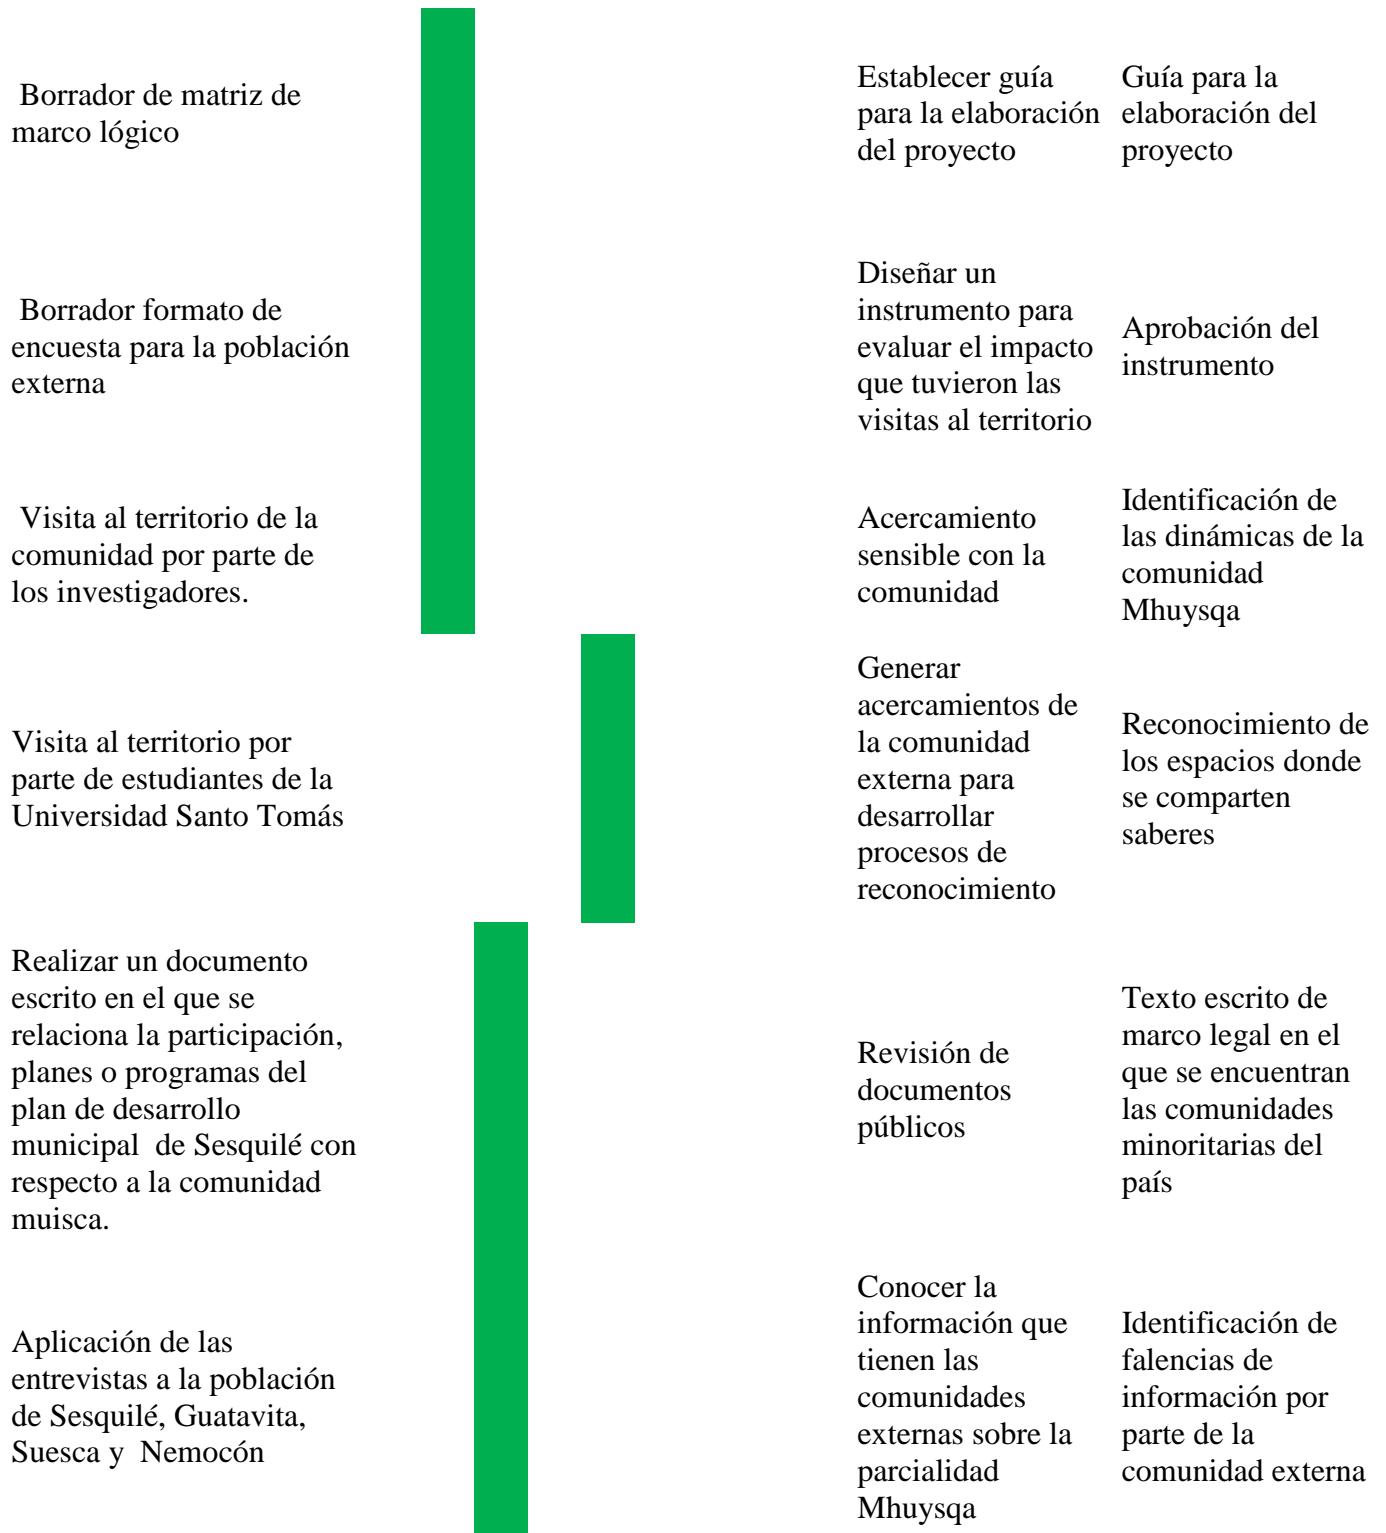 Borrador de matriz de
marco lógico
Establecer guía
para la elaboración
del proyecto
Guía para la
elaboración del
proyecto
Borrador formato de
encuesta para la población
externa
Diseñar un
instrumento para
evaluar el impacto
que tuvieron las
visitas al territorio
Aprobación del
instrumento
Visita al territorio de la
comunidad por parte de
los investigadores.
Acercamiento
sensible con la
comunidad
Identificación de
las dinámicas de la
comunidad
Mhuysqa
Visita al territorio por
parte de estudiantes de la
Universidad Santo Tomás
Generar
acercamientos de
la comunidad
externa para
desarrollar
procesos de
reconocimiento
Reconocimiento de
los espacios donde
se comparten
saberes
Realizar un documento
escrito en el que se
relaciona la participación,
planes o programas del
plan de desarrollo
municipal  de Sesquilé con
respecto a la comunidad
muisca.
Revisión de
documentos
públicos
Texto escrito de
marco legal en el
que se encuentran
las comunidades
minoritarias del
país
Aplicación de las
entrevistas a la población
de Sesquilé, Guatavita,
Suesca y  Nemocón
Conocer la
información que
tienen las
comunidades
externas sobre la
parcialidad
Mhuysqa
Identificación de
falencias de
información por
parte de la
comunidad externa